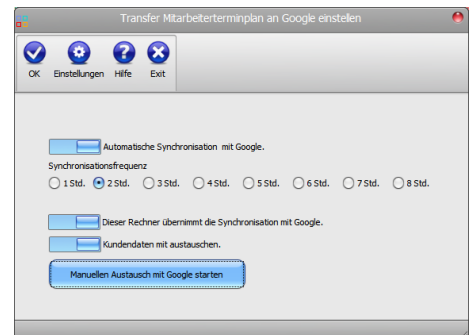 Transfer Mitarbeiterterminplan an Google einstellen
OK Einstellungen Hilfe Exit
Automatische Synchronisation mit Google.
Synchronisationsfrequenz
1 Std. 2 Std. 3 Std. 4 Std. 5 Std. 6 Std. 7 Std. 8 Std.
Dieser Rechner übernimmt die Synchronisation mit Google.
Kundendaten mit austauschen.
Manuellen Austausch mit Google starten